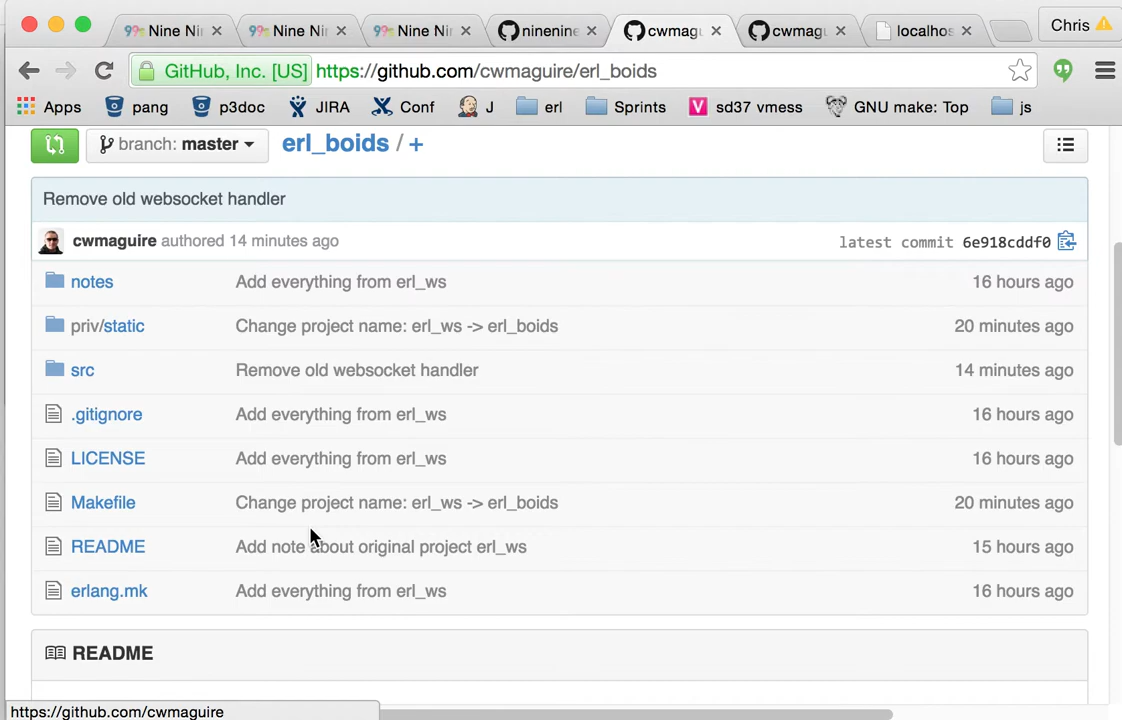 Nine Ni
Nine Ni
Nine Ni
ninenine
cwmagu
cwmagu
localhos
Chris
GitHub, Inc. [US] https://github.com/cwmaguire/erl_boids
Apps pang p3doc JIRA Conf J erl Sprints V sd37 vmess GNU make: Top js
branch: master erl_boids / +
Remove old websocket handler
cwmaguire authored 14 minutes ago latest commit 6e918cddf0
notes Add everything from erl_ws 16 hours ago
priv/static Change project name: erl_ws -> erl_boids 20 minutes ago
src Remove old websocket handler 14 minutes ago
.gitignore Add everything from erl_ws 16 hours ago
LICENSE Add everything from erl_ws 16 hours ago
Makefile Change project name: erl_ws -> erl_boids 20 minutes ago
README Add note about original project erl_ws 15 hours ago
erlang.mk Add everything from erl_ws 16 hours ago
README
https://github.com/cwmaguire